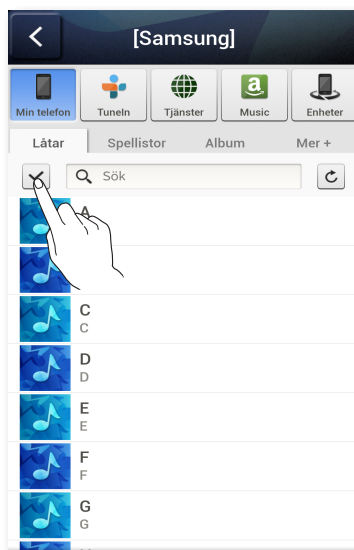 [Samsung]
Min telefon TuneIn Tjänster Music Enheter
Låtar Spellistor Album Mer +
Sök
A
C
C
D
D
E
E
F
F
G
G